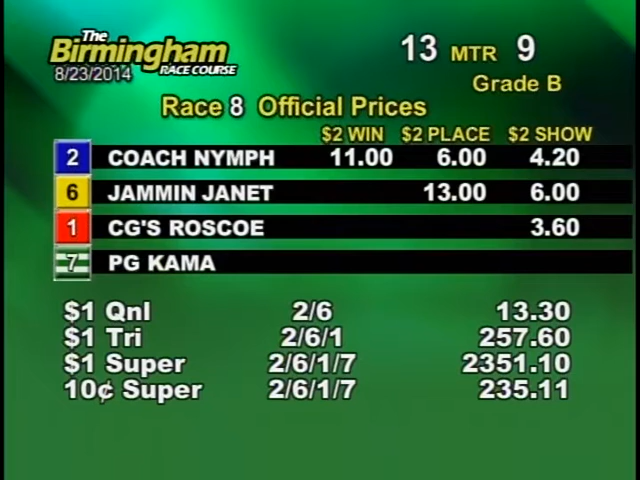 The
Birmingham
RACE COURSE
8/23/2014
13 MTR 9
Grade B
Race 8 Official Prices
$2 WIN $2 PLACE $2 SHOW
2 COACH NYMPH 11.00 6.00 4.20
6 JAMMIN JANET 13.00 6.00
1 CG'S ROSCOE 3.60
7 PG KAMA
$1 Qnl 2/6 13.30
$1 Tri 2/6/1 257.60
$1 Super 2/6/1/7 2351.10
10¢ Super 2/6/1/7 235.11